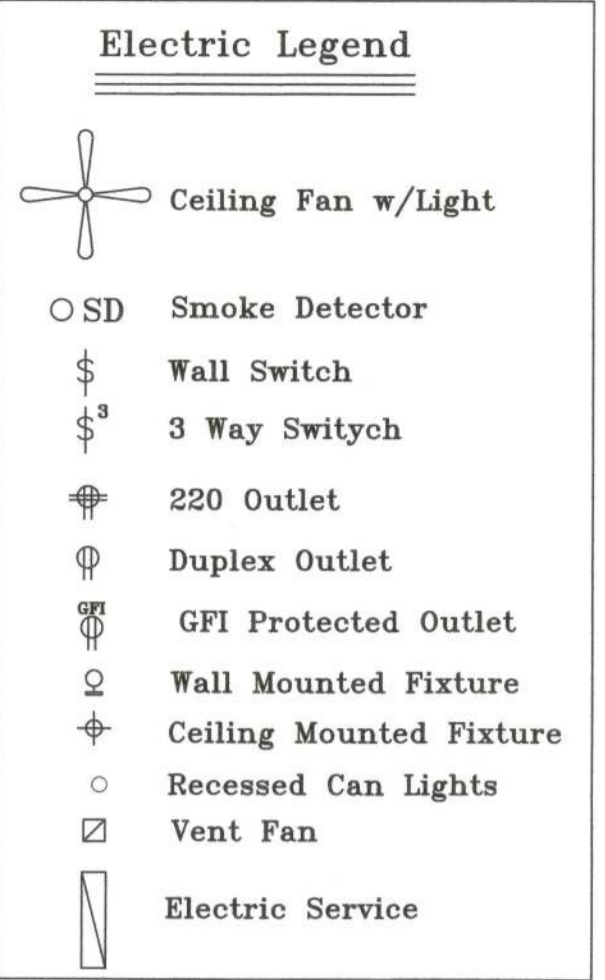 Electric Legend
Ceiling Fan w/Light
SD Smoke Detector
$ Wall Switch
$3 3 Way Switych
220 Outlet
Duplex Outlet
GFI GFI Protected Outlet
Wall Mounted Fixture
Ceiling Mounted Fixture
Recessed Can Lights
Vent Fan
Electric Service